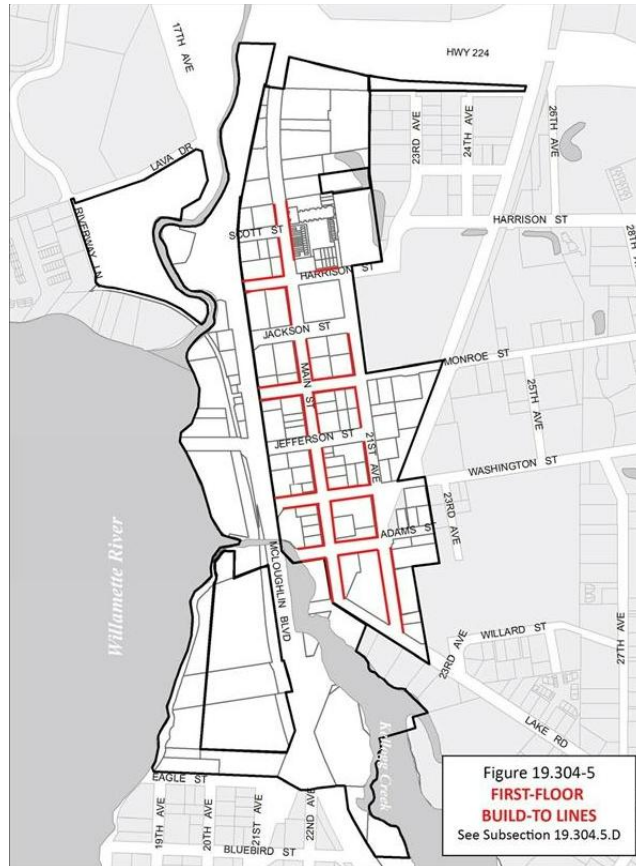 17TH AVE
HWY 224
LAVA DR
RIVERWAY LN
23RD AVE
24TH AVE
26TH AVE
28TH AVE
SCOTT ST
HARRISON ST
HARRISON ST
JACKSON ST
MAIN ST
MONROE ST
25TH AVE
JEFFERSON ST
21ST AVE
WASHINGTON ST
23RD AVE
ADAMS ST
Willamette River
MCLOUGHLIN BLVD
23RD AVE
WILLARD ST
27TH AVE
LAKE RD
Kellogg Creek
EAGLE ST
19TH AVE
20TH AVE
21ST AVE
22ND AVE
BLUEBIRD ST
Figure 19.304-5
FIRST-FLOOR
BUILD-TO LINES
See Subsection 19.304.5.D